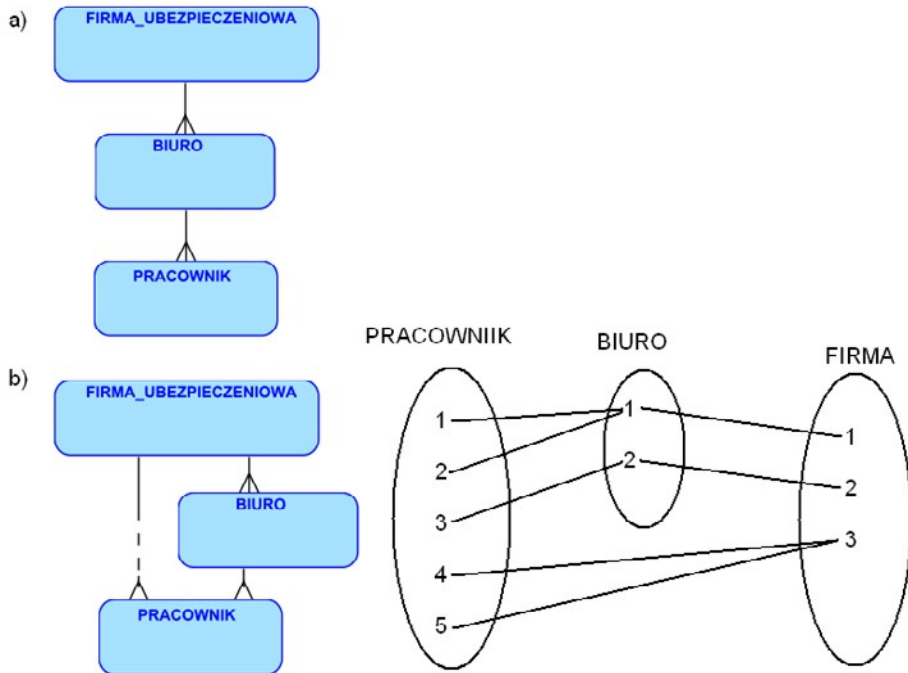 a)
FIRMA_UBEZPIECZENIOWA
BIURO
PRACOWNIK
b)
FIRMA_UBEZPIECZENIOWA
BIURO
PRACOWNIK
PRACOWNIIK
BIURO
FIRMA
1
2
3
4
5
1
2
1
2
3